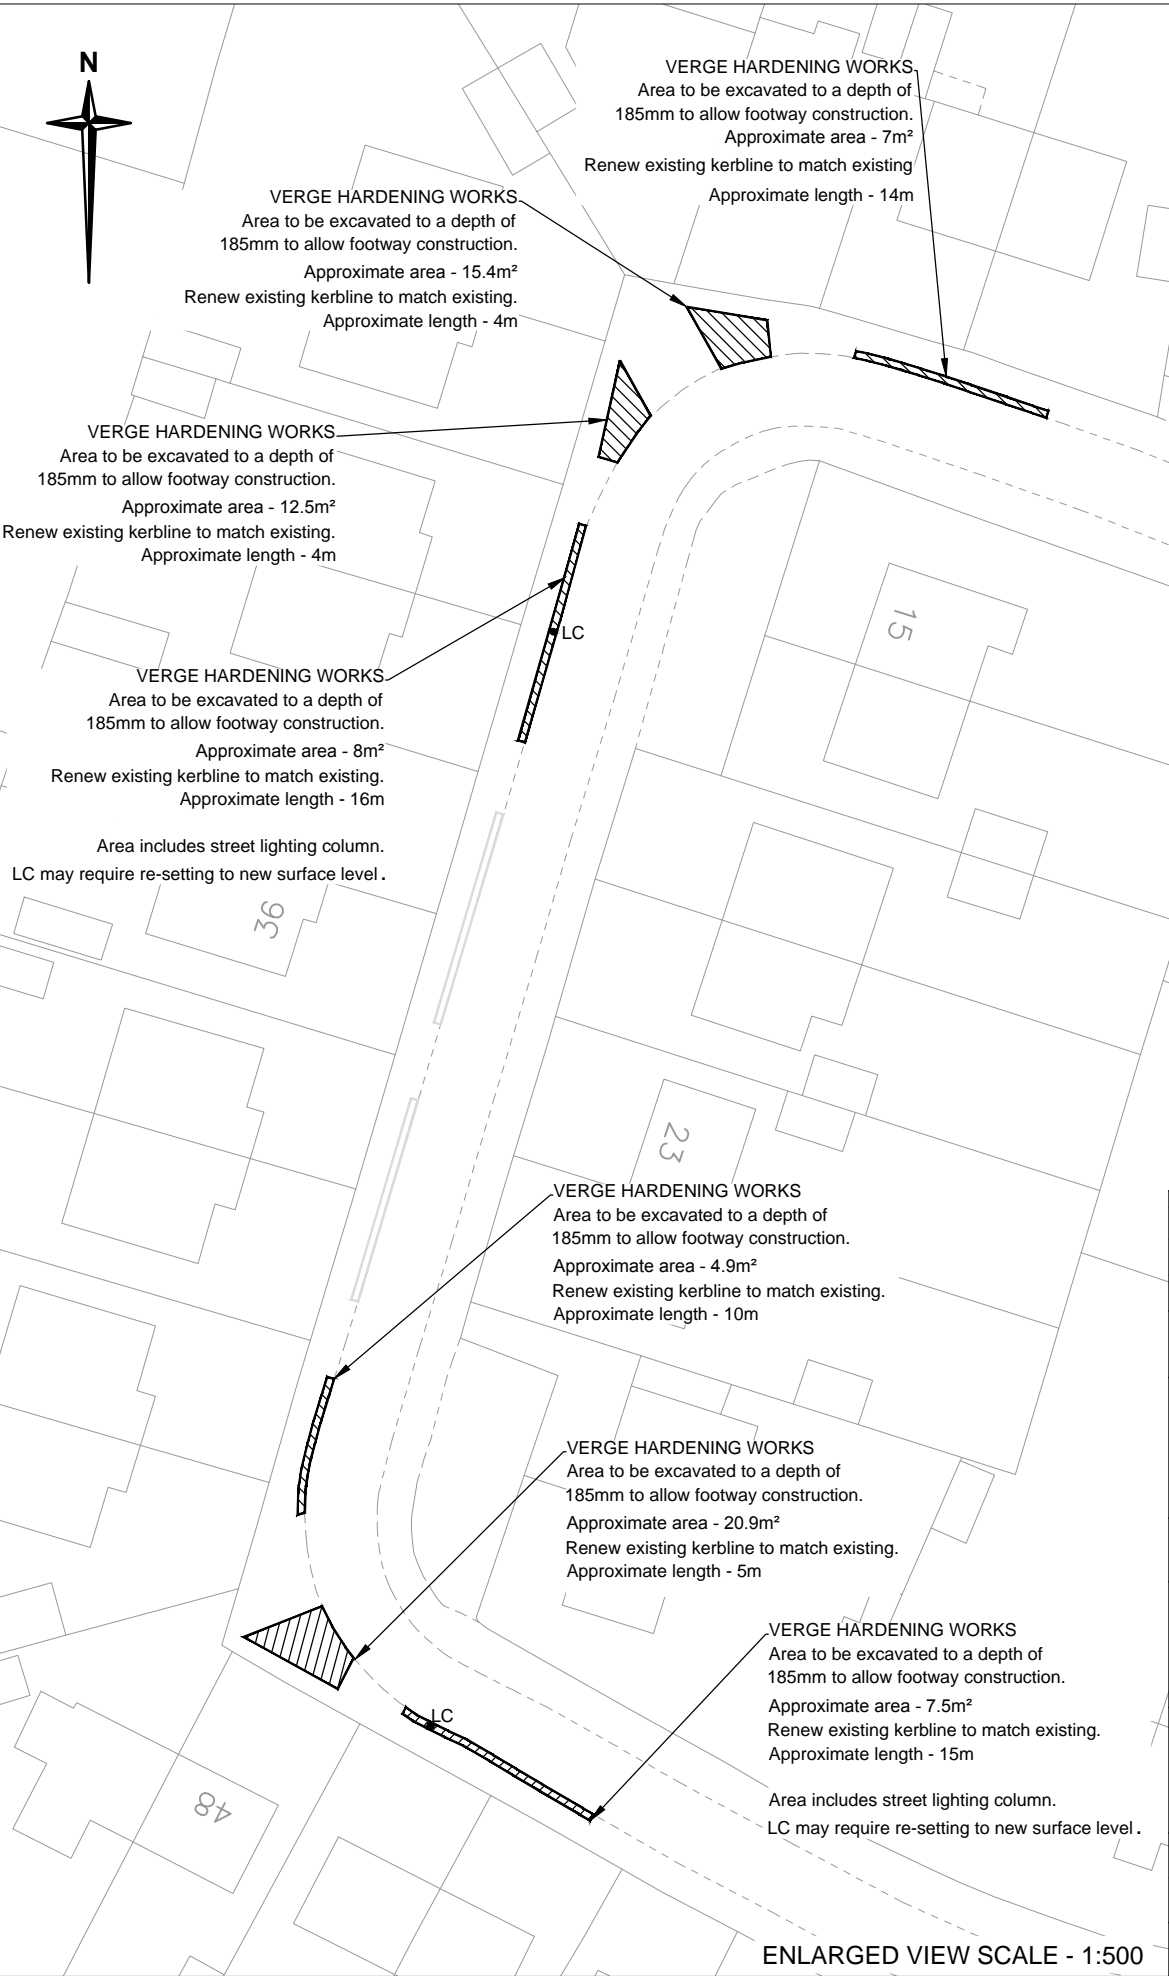 N
VERGE HARDENING WORKS
Area to be excavated to a depth of
185mm to allow footway construction.
Approximate area - 7m²
Renew existing kerbline to match existing
Approximate length - 14m
VERGE HARDENING WORKS
Area to be excavated to a depth of
185mm to allow footway construction.
Approximate area - 15.4m²
Renew existing kerbline to match existing.
Approximate length - 4m
VERGE HARDENING WORKS
Area to be excavated to a depth of
185mm to allow footway construction.
Approximate area - 12.5m²
Renew existing kerbline to match existing.
Approximate length - 4m
15
LC
VERGE HARDENING WORKS
Area to be excavated to a depth of
185mm to allow footway construction.
Approximate area - 8m²
Renew existing kerbline to match existing.
Approximate length - 16m
Area includes street lighting column.
LC may require re-setting to new surface level.
36
23
VERGE HARDENING WORKS
Area to be excavated to a depth of
185mm to allow footway construction.
Approximate area - 4.9m²
Renew existing kerbline to match existing.
Approximate length - 10m
VERGE HARDENING WORKS
Area to be excavated to a depth of
185mm to allow footway construction.
Approximate area - 20.9m²
Renew existing kerbline to match existing.
Approximate length - 5m
VERGE HARDENING WORKS
Area to be excavated to a depth of
185mm to allow footway construction.
Approximate area - 7.5m²
Renew existing kerbline to match existing.
Approximate length - 15m
Area includes street lighting column.
LC may require re-setting to new surface level.
LC
48
ENLARGED VIEW SCALE - 1:500